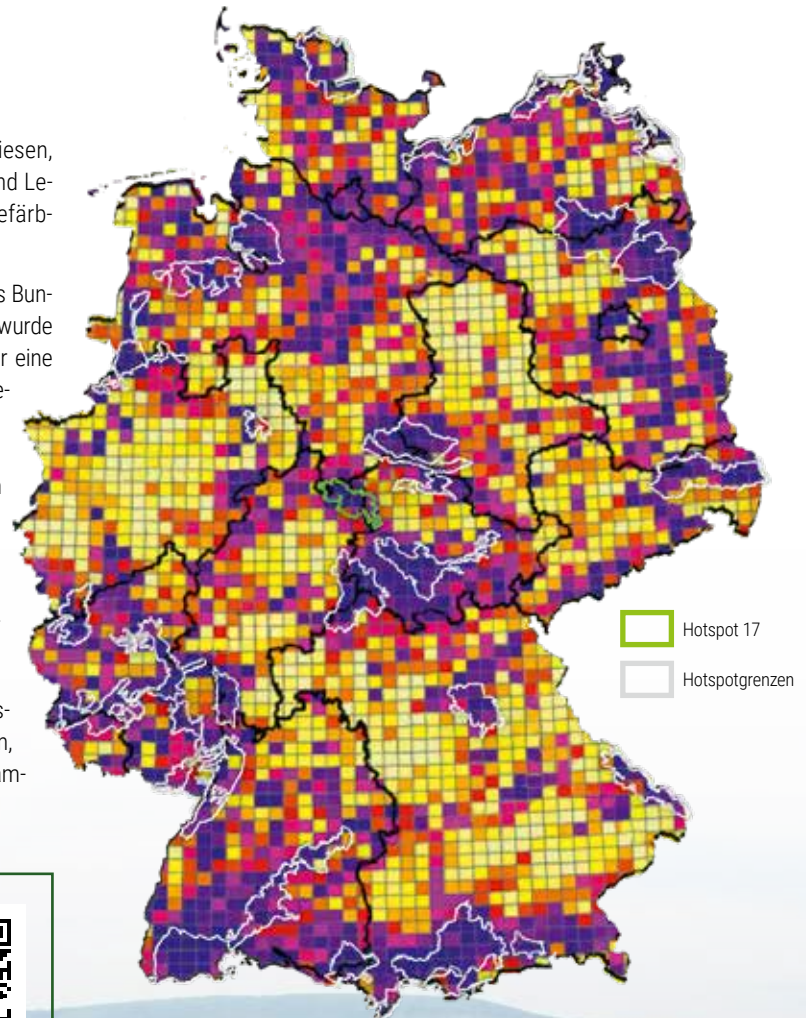 iesen,
nd Le-
efärb-
s Bun-
wurde
r eine
e-
s-
n,
am-
Hotspot 17
Hotspotgrenzen